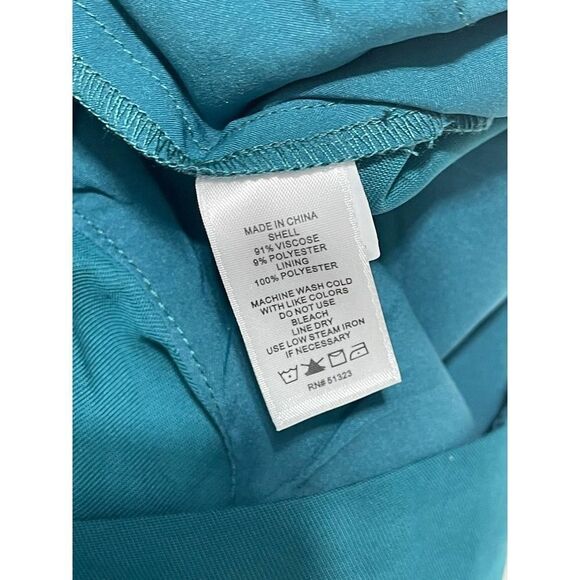 MADE IN CHINA
SHELL
91% VISCOSE
9% POLYESTER
LINING
100% POLYESTER
MACHINE WASH COLD
WITH LIKE COLORS
DO NOT USE
BLEACH
LINE DRY
USE LOW STEAM IRON
IF NECESSARY
RN# 51323